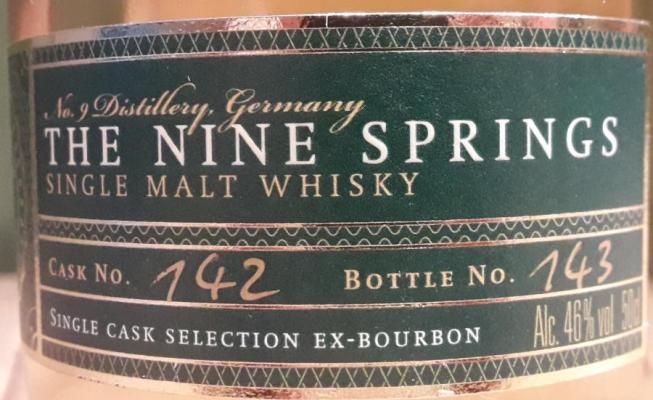 No. 9 Distillery, Germany
THE NINE SPRINGS
SINGLE MALT WHISKY
CASK No. 142 BOTTLE No. 143
SINGLE CASK SELECTION EX-BOURBON Alc. 46% vol 50cl